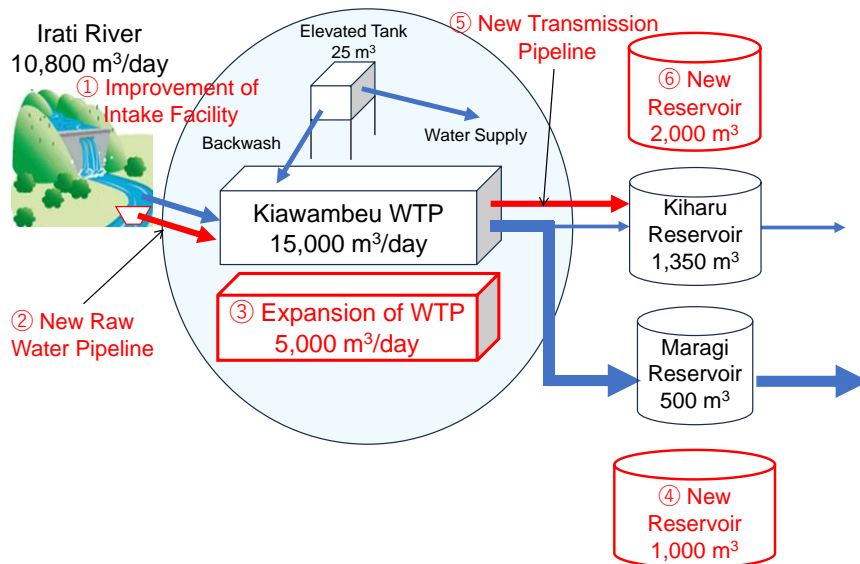 Irati River
10,800 m³/day
① Improvement of
Intake Facility
Elevated Tank
25 m³
⑤ New Transmission
Pipeline
⑥ New
Reservoir
2,000 m³
Backwash
Water Supply
Kiawambeu WTP
15,000 m³/day
Kiharu
Reservoir
1,350 m³
② New Raw
Water Pipeline
③ Expansion of WTP
5,000 m³/day
Maragi
Reservoir
500 m³
④ New
Reservoir
1,000 m³